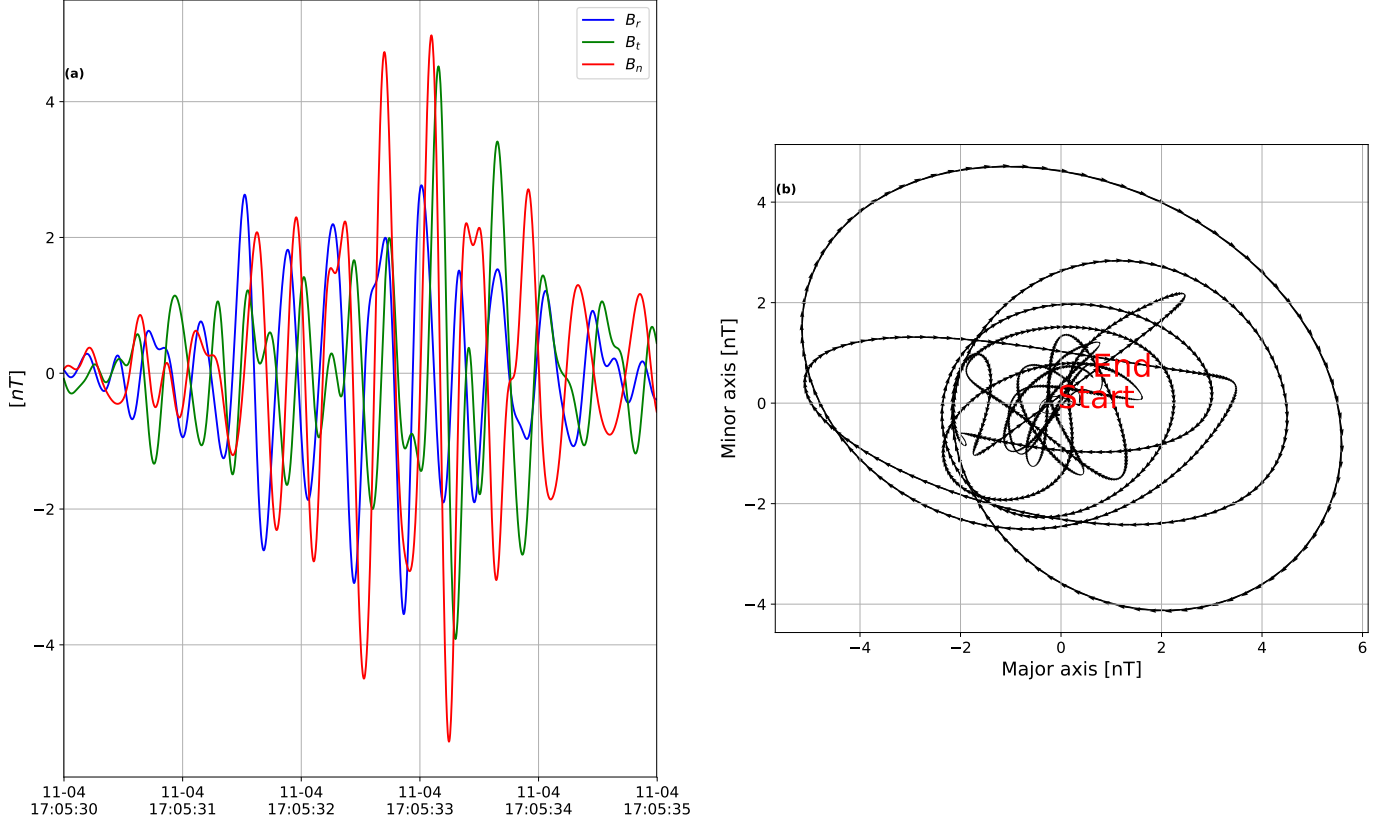 (a)
B_r
B_t
B_n
4
2
0
−2
−4
[nT]
11-04
17:05:30
11-04
17:05:31
11-04
17:05:32
11-04
17:05:33
11-04
17:05:34
11-04
17:05:35
(b)
4
2
0
−2
−4
Minor axis [nT]
End
Start
−4
−2
0
2
4
6
Major axis [nT]